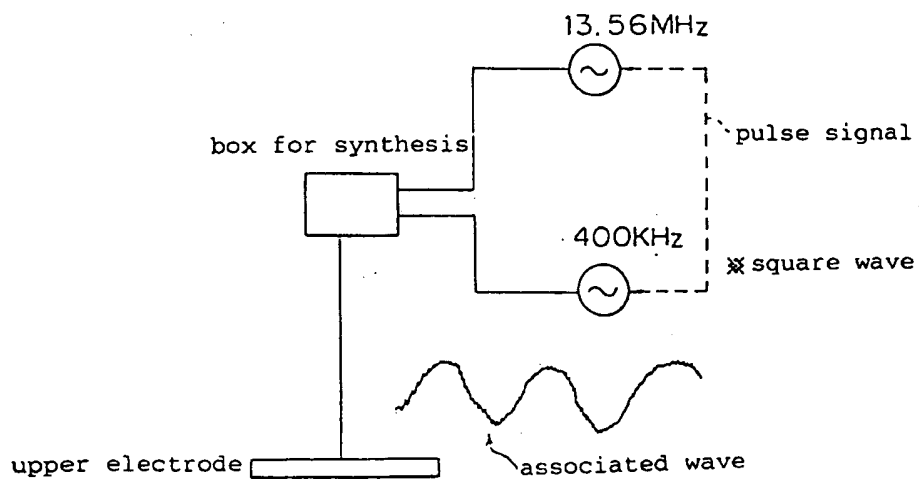 13.56MHz
box for synthesis
pulse signal
400KHz
※ square wave
upper electrode
associated wave